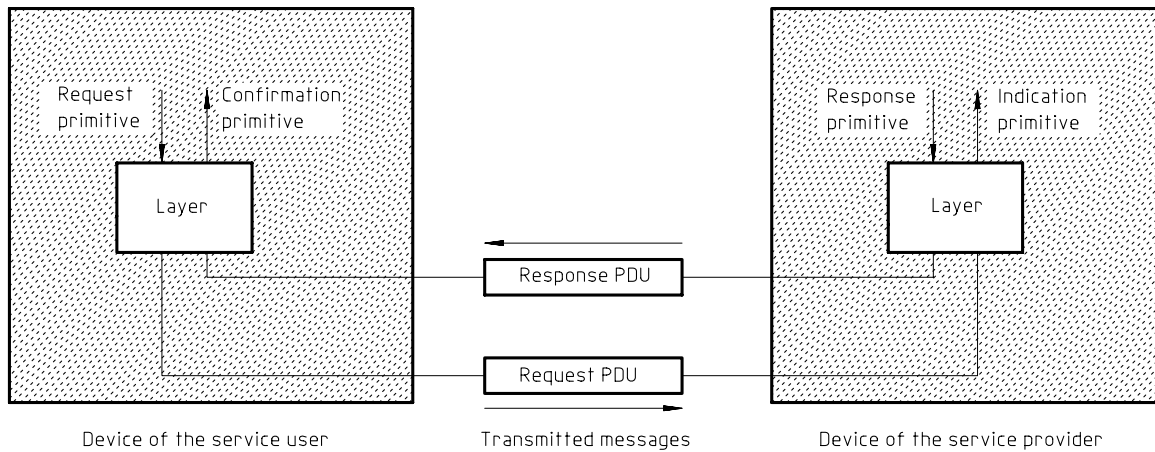 Request
primitive
Confirmation
primitive
Layer
Response
primitive
Indication
primitive
Layer
Response PDU
Request PDU
Device of the service user
Transmitted messages
Device of the service provider